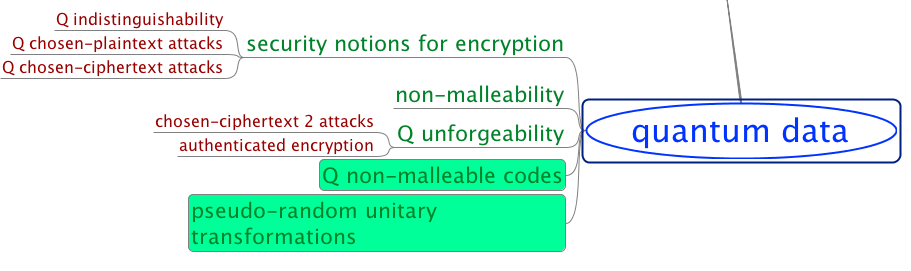 Q indistinguishability
Q chosen-plaintext attacks
Q chosen-ciphertext attacks
security notions for encryption
non-malleability
chosen-ciphertext 2 attacks
authenticated encryption
Q unforgeability
Q non-malleable codes
pseudo-random unitary
transformations
quantum data